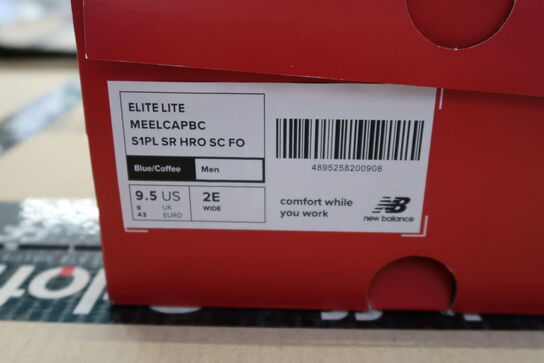 ELITE LITE
MEELCAPBC
S1PL SR HRO SC FO
Blue/Coffee Men
9.5 US 2E
9 UK WIDE
43 EURO
4895258200908
comfort while
you work
NB
new balance